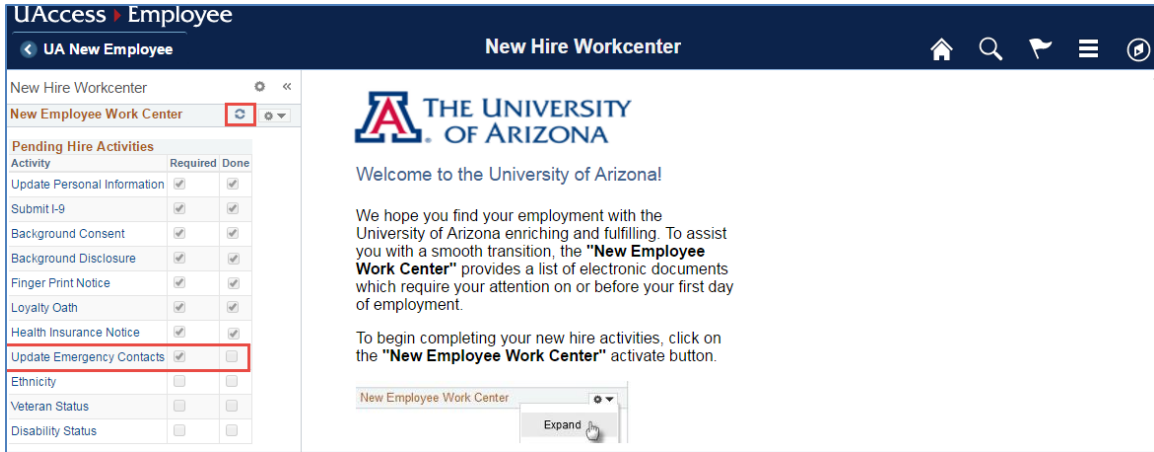 UAccess Employee
UA New Employee
New Hire Workcenter
New Hire Workcenter
New Employee Work Center
Pending Hire Activities
Activity Required Done
Update Personal Information
Submit I-9
Background Consent
Background Disclosure
Finger Print Notice
Loyalty Oath
Health Insurance Notice
Update Emergency Contacts
Ethnicity
Veteran Status
Disability Status
A
THE UNIVERSITY
OF ARIZONA
Welcome to the University of Arizona!
We hope you find your employment with the
University of Arizona enriching and fulfilling. To assist
you with a smooth transition, the "New Employee
Work Center" provides a list of electronic documents
which require your attention on or before your first day
of employment.
To begin completing your new hire activities, click on
the "New Employee Work Center" activate button.
New Employee Work Center
Expand